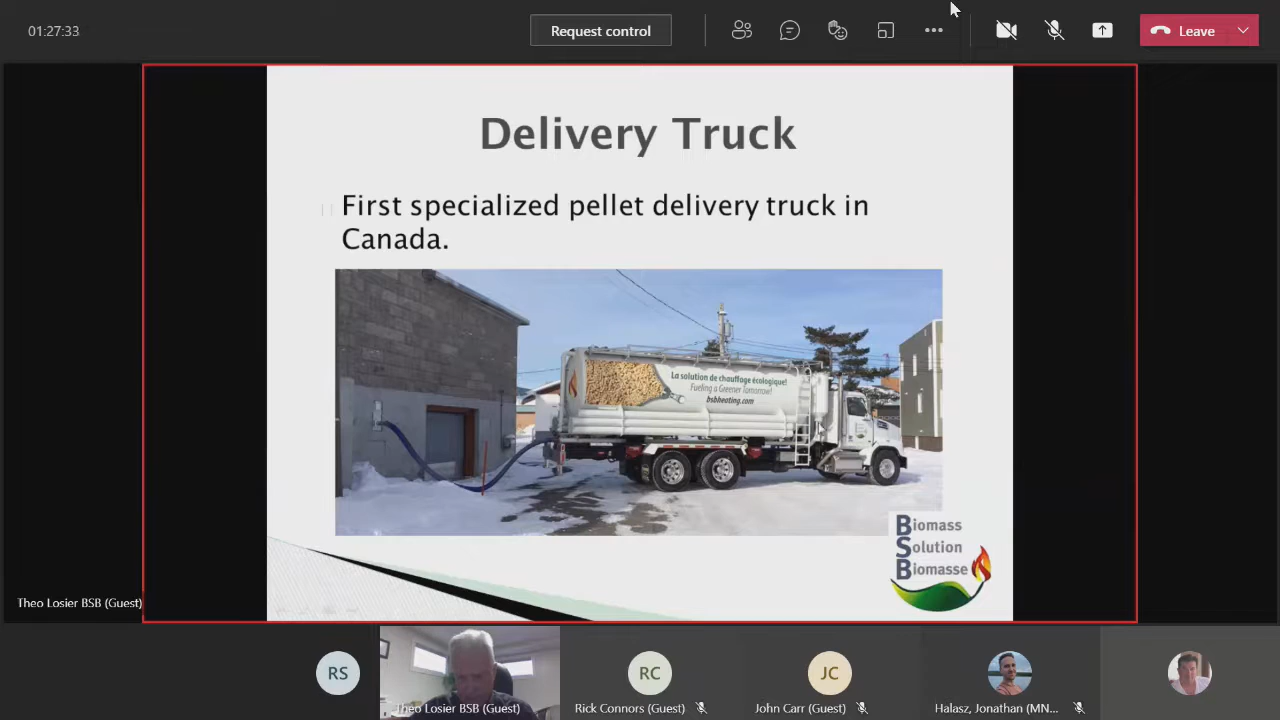 01:27:33
Request control
Leave
Delivery Truck
First specialized pellet delivery truck in
Canada.
La solution de chauffage écologique!
Fueling a Greener Tomorrow!
bsbheating.com
Biomass
Solution
Biomasse
Theo Losier BSB (Guest)
RS
RC
JC
Theo Losier BSB (Guest)
Rick Connors (Guest)
John Carr (Guest)
Halasz, Jonathan (MN...